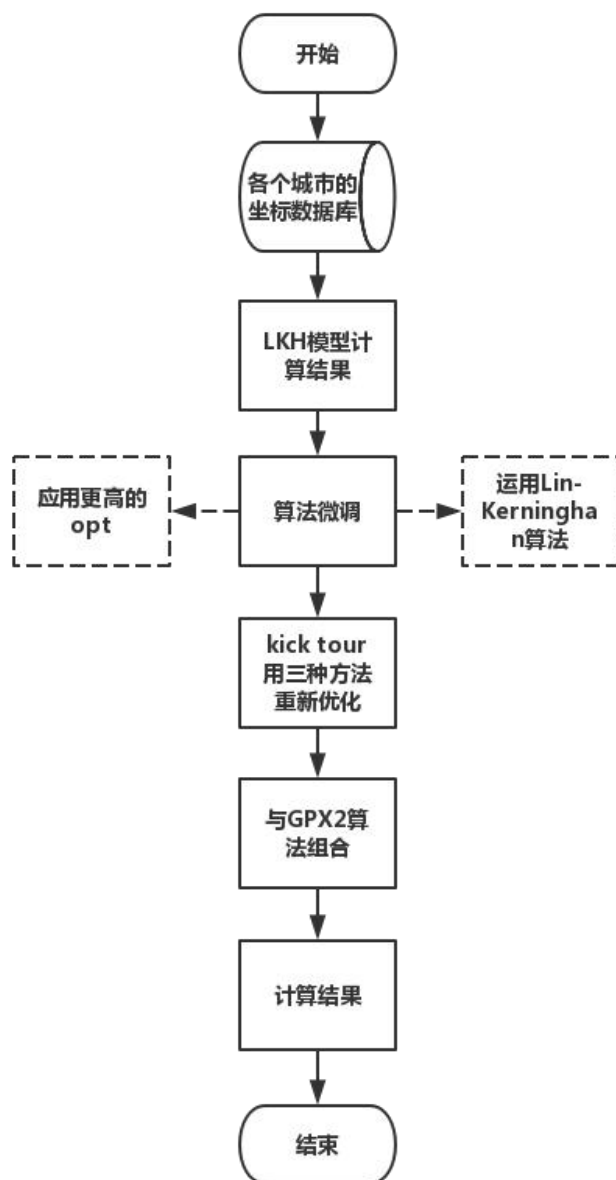 开始
各个城市的
坐标数据库
LKH模型计
算结果
应用更高的
opt
算法微调
运用Lin-
Kerningha
n算法
kick tour
用三种方法
重新优化
与GPX2算
法组合
计算结果
结束